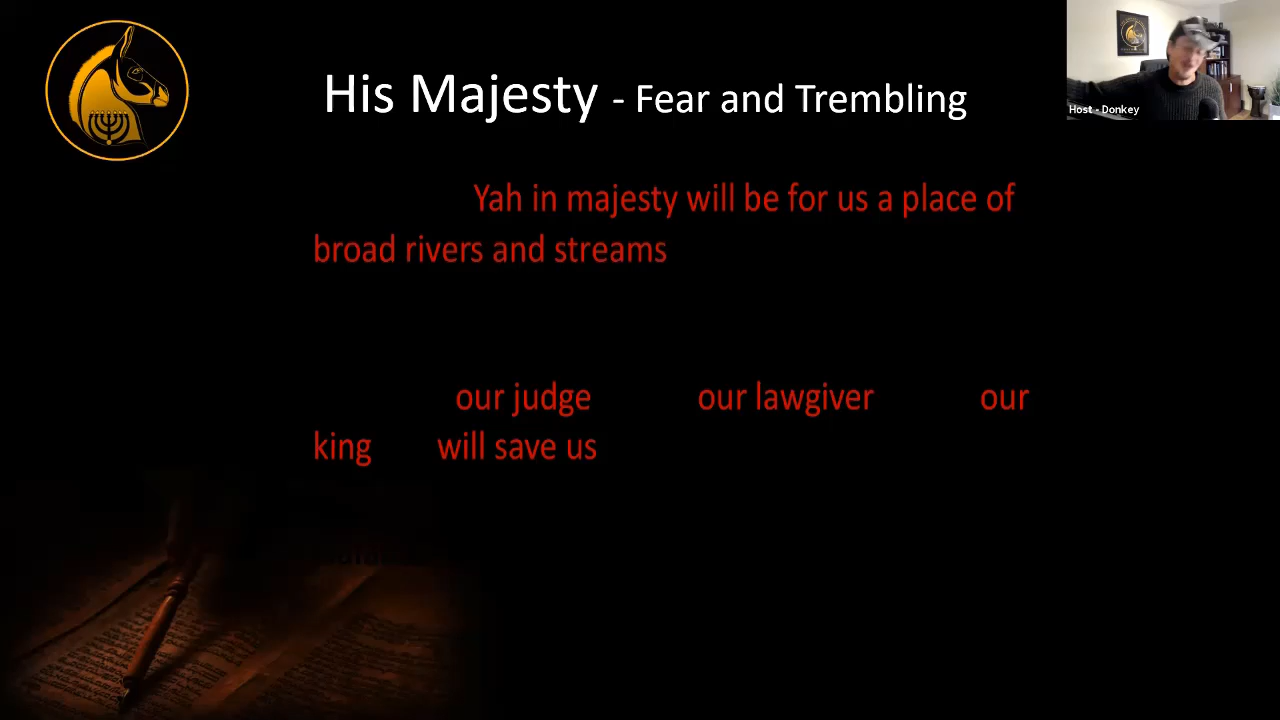 His Majesty - Fear and Trembling
Host - Donkey
Yah in majesty will be for us a place of
broad rivers and streams
our judge our lawgiver our
king will save us